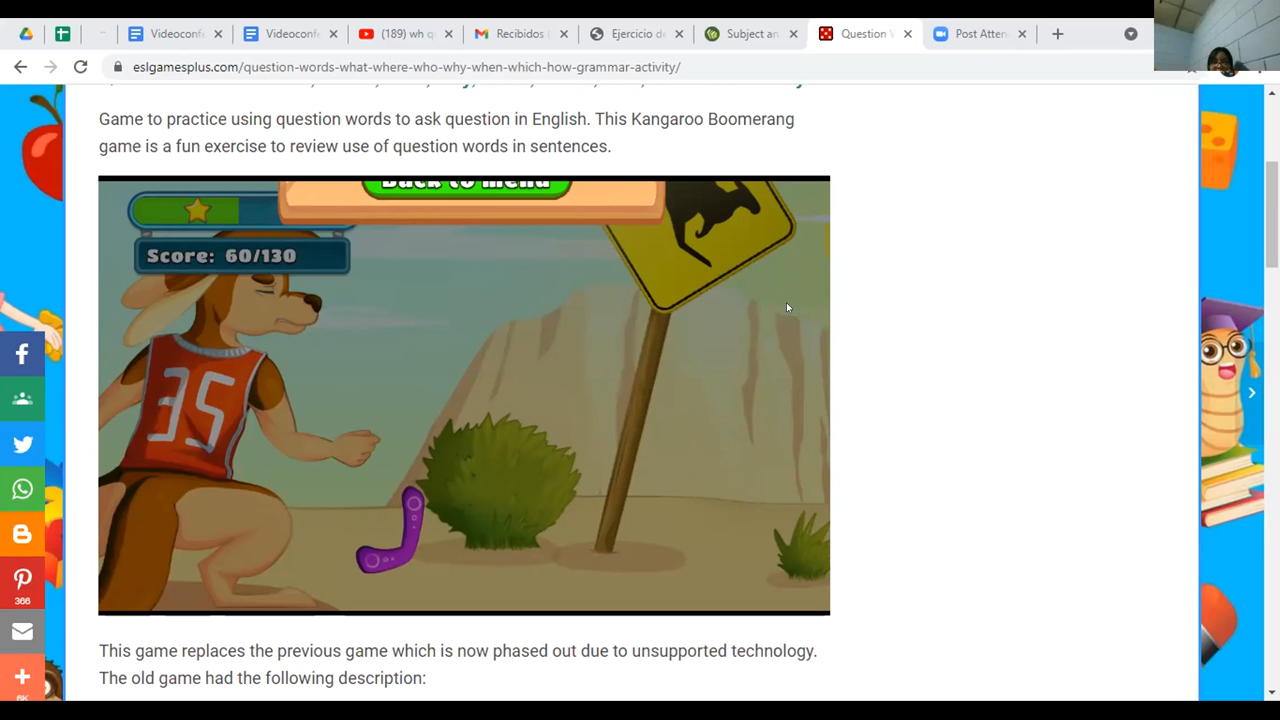 Videoconfe
Videoconfe
(189) wh qu
Recibidos (
Ejercicio de
Subject an
Question W
Post Atten
eslgamesplus.com/question-words-what-where-who-why-when-which-how-grammar-activity/
Game to practice using question words to ask question in English. This Kangaroo Boomerang
game is a fun exercise to review use of question words in sentences.
Back to menu
Score: 60/130
35
366
6K
This game replaces the previous game which is now phased out due to unsupported technology.
The old game had the following description: